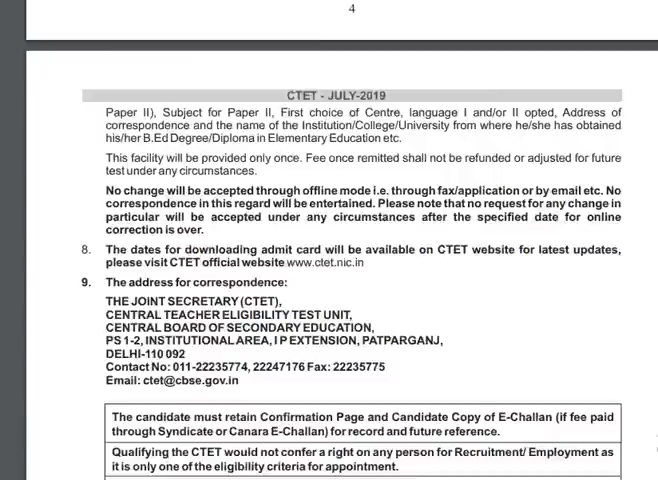 4
CTET - JULY-2019
Paper II), Subject for Paper II, First choice of Centre, language I and/or II opted, Address of
correspondence and the name of the Institution/College/University from where he/she has obtained
his/her B.Ed Degree/Diploma in Elementary Education etc.
This facility will be provided only once. Fee once remitted shall not be refunded or adjusted for future
test under any circumstances.
No change will be accepted through offline mode i.e. through fax/application or by email etc. No
correspondence in this regard will be entertained. Please note that no request for any change in
particular will be accepted under any circumstances after the specified date for online
correction is over.
8. The dates for downloading admit card will be available on CTET website for latest updates,
please visit CTET official website www.ctet.nic.in
9. The address for correspondence:
THE JOINT SECRETARY (CTET),
CENTRAL TEACHER ELIGIBILITY TEST UNIT,
CENTRAL BOARD OF SECONDARY EDUCATION,
PS 1-2, INSTITUTIONAL AREA, I P EXTENSION, PATPARGANJ,
DELHI-110 092
Contact No: 011-22235774, 22247176 Fax: 22235775
Email: ctet@cbse.gov.in
The candidate must retain Confirmation Page and Candidate Copy of E-Challan (if fee paid
through Syndicate or Canara E-Challan) for record and future reference.
Qualifying the CTET would not confer a right on any person for Recruitment/ Employment as
it is only one of the eligibility criteria for appointment.